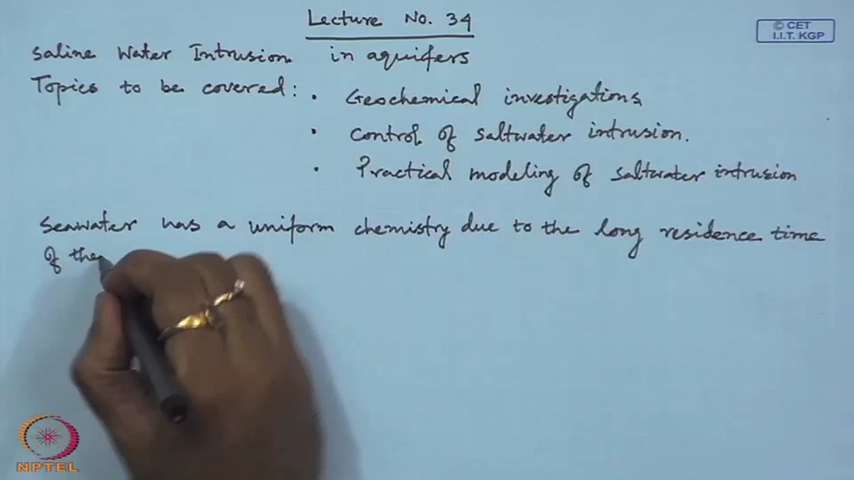 Lecture No. 34
© CET
I.I.T. KGP
Saline Water Intrusion in aquifers
Topics to be covered: • Geochemical investigations
• Control of saltwater intrusion.
• Practical modeling of saltwater intrusion
Seawater has a uniform chemistry due to the long residence time
of the
NPTEL